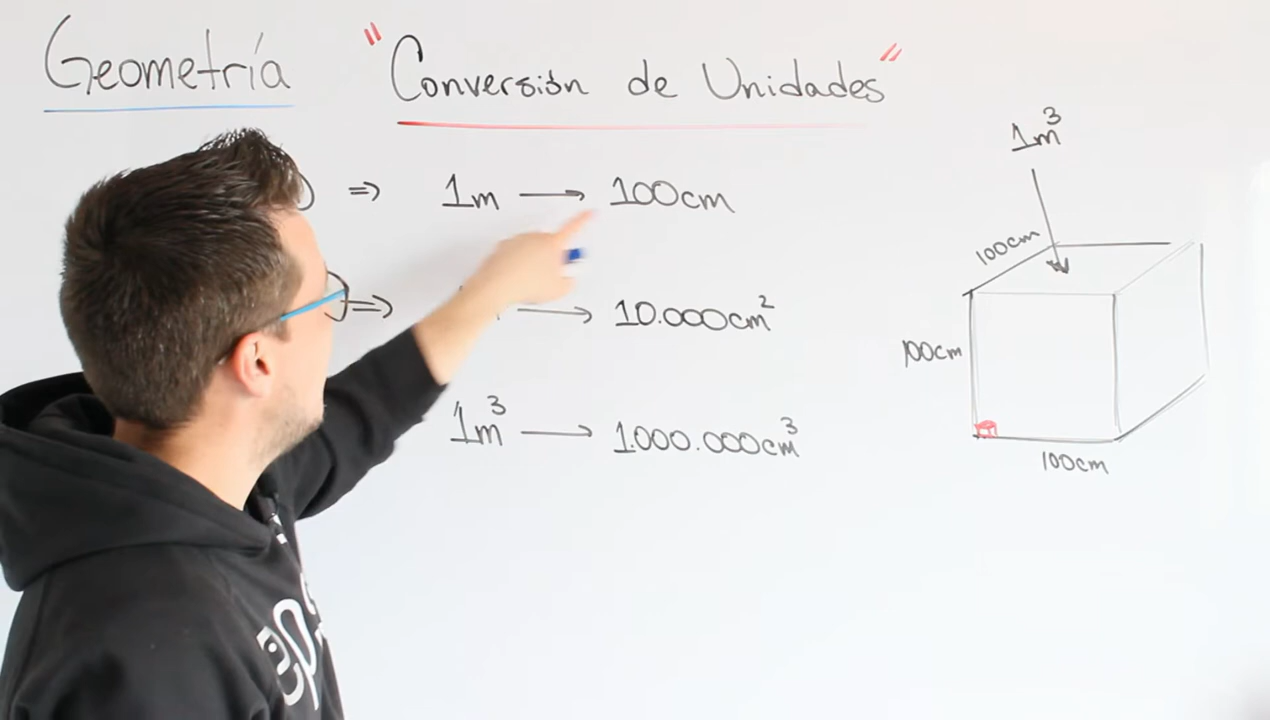 Geometría "Conversión de Unidades"
⇒ 1m → 100cm
⇒ → 10.000cm²
1m³ → 1.000.000cm³
1m³
100cm
100cm
100cm